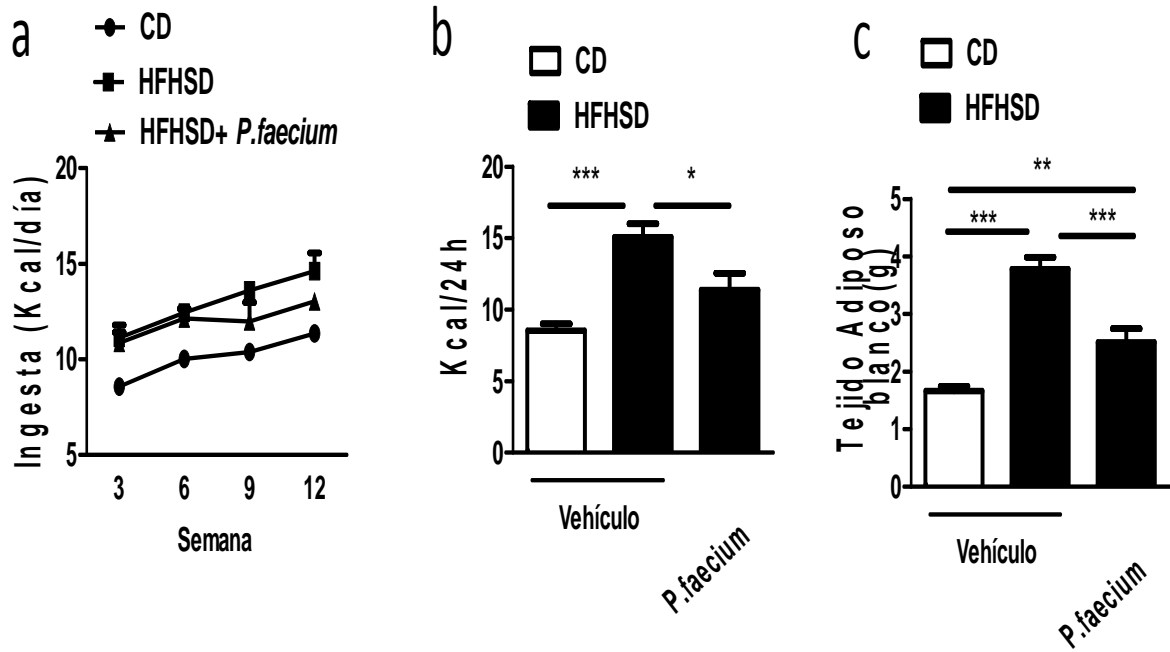 a
CD
HFHSD
HFHSD+ P.faecium
Ingesta (Kcal/día)
20
15
10
5
3 6 9 12
Semana
b
CD
HFHSD
Kcal/24h
20
15
10
5
0
*** *
Vehículo
P.faecium
c
CD
HFHSD
Tejido Adiposo
blanco (g)
5
4
3
2
1
0
**
*** ***
Vehículo
P.faecium